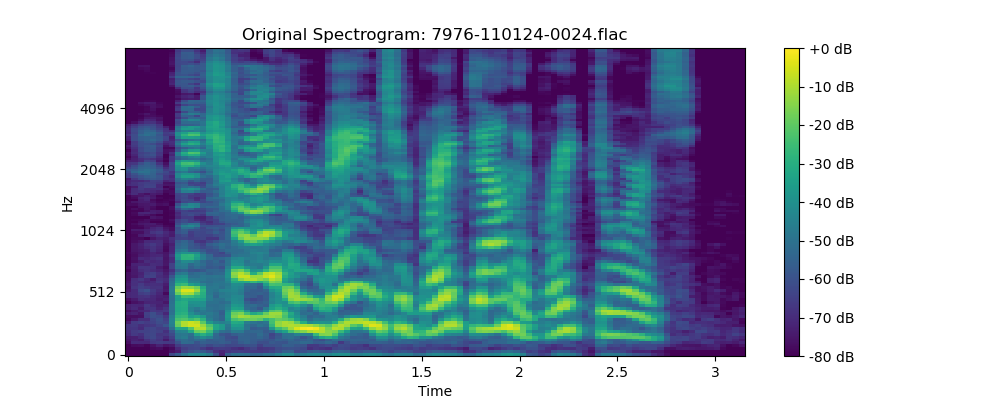 Original Spectrogram: 7976-110124-0024.flac
Hz
4096
2048
1024
512
0
0
0.5
1
1.5
2
2.5
3
Time
+0 dB
-10 dB
-20 dB
-30 dB
-40 dB
-50 dB
-60 dB
-70 dB
-80 dB